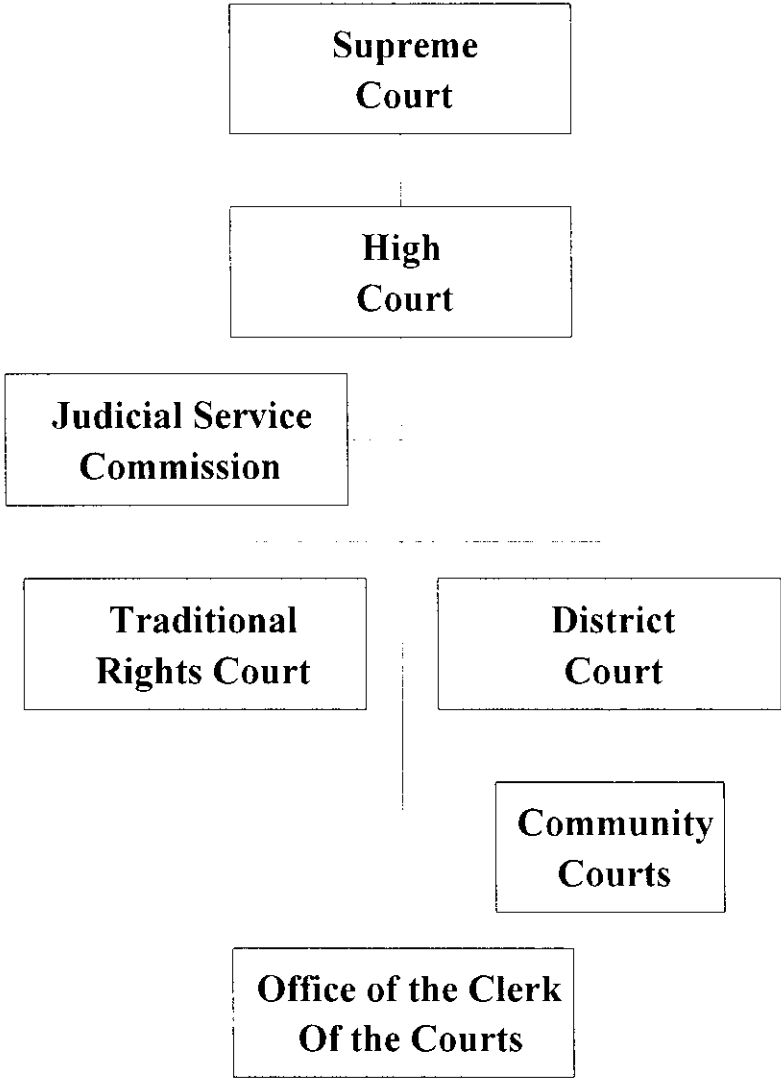 Supreme
Court
High
Court
Judicial Service
Commission
Traditional
Rights Court
District
Court
Community
Courts
Office of the Clerk
Of the Courts